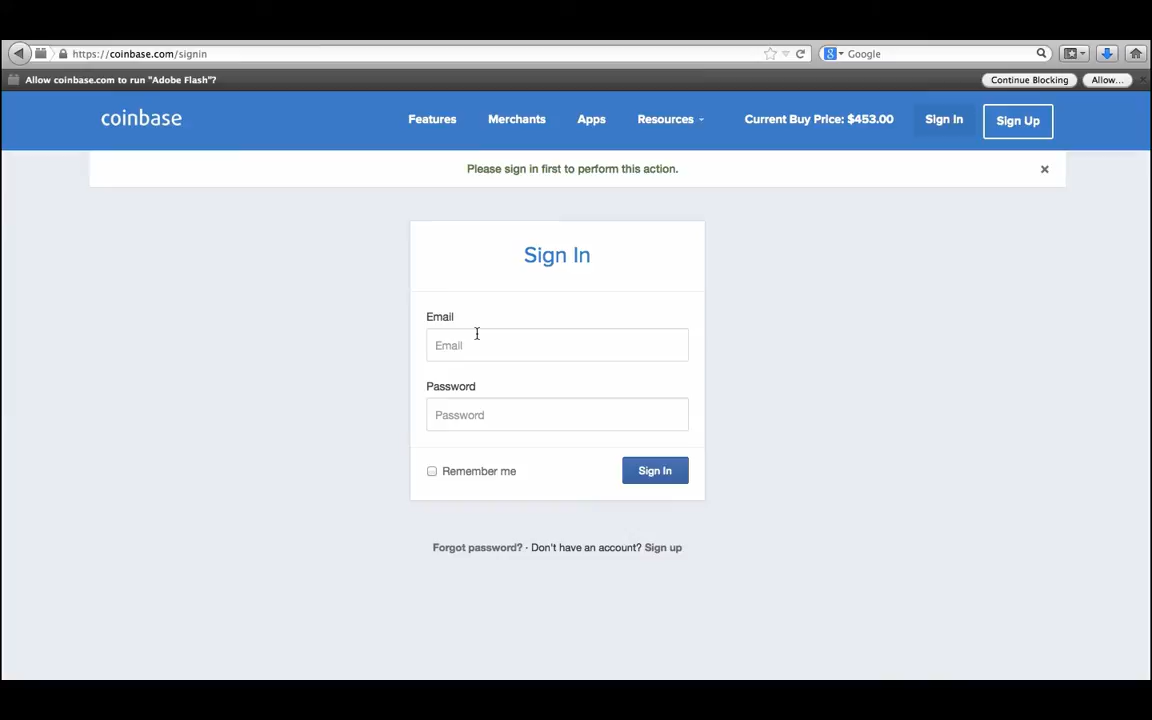 https://coinbase.com/signin
Google
Allow coinbase.com to run "Adobe Flash"?
Continue Blocking
Allow...
coinbase
Features
Merchants
Apps
Resources
Current Buy Price: $453.00
Sign In
Sign Up
Please sign in first to perform this action.
Sign In
Email
Email
Password
Password
Remember me
Sign In
Forgot password? · Don't have an account? Sign up